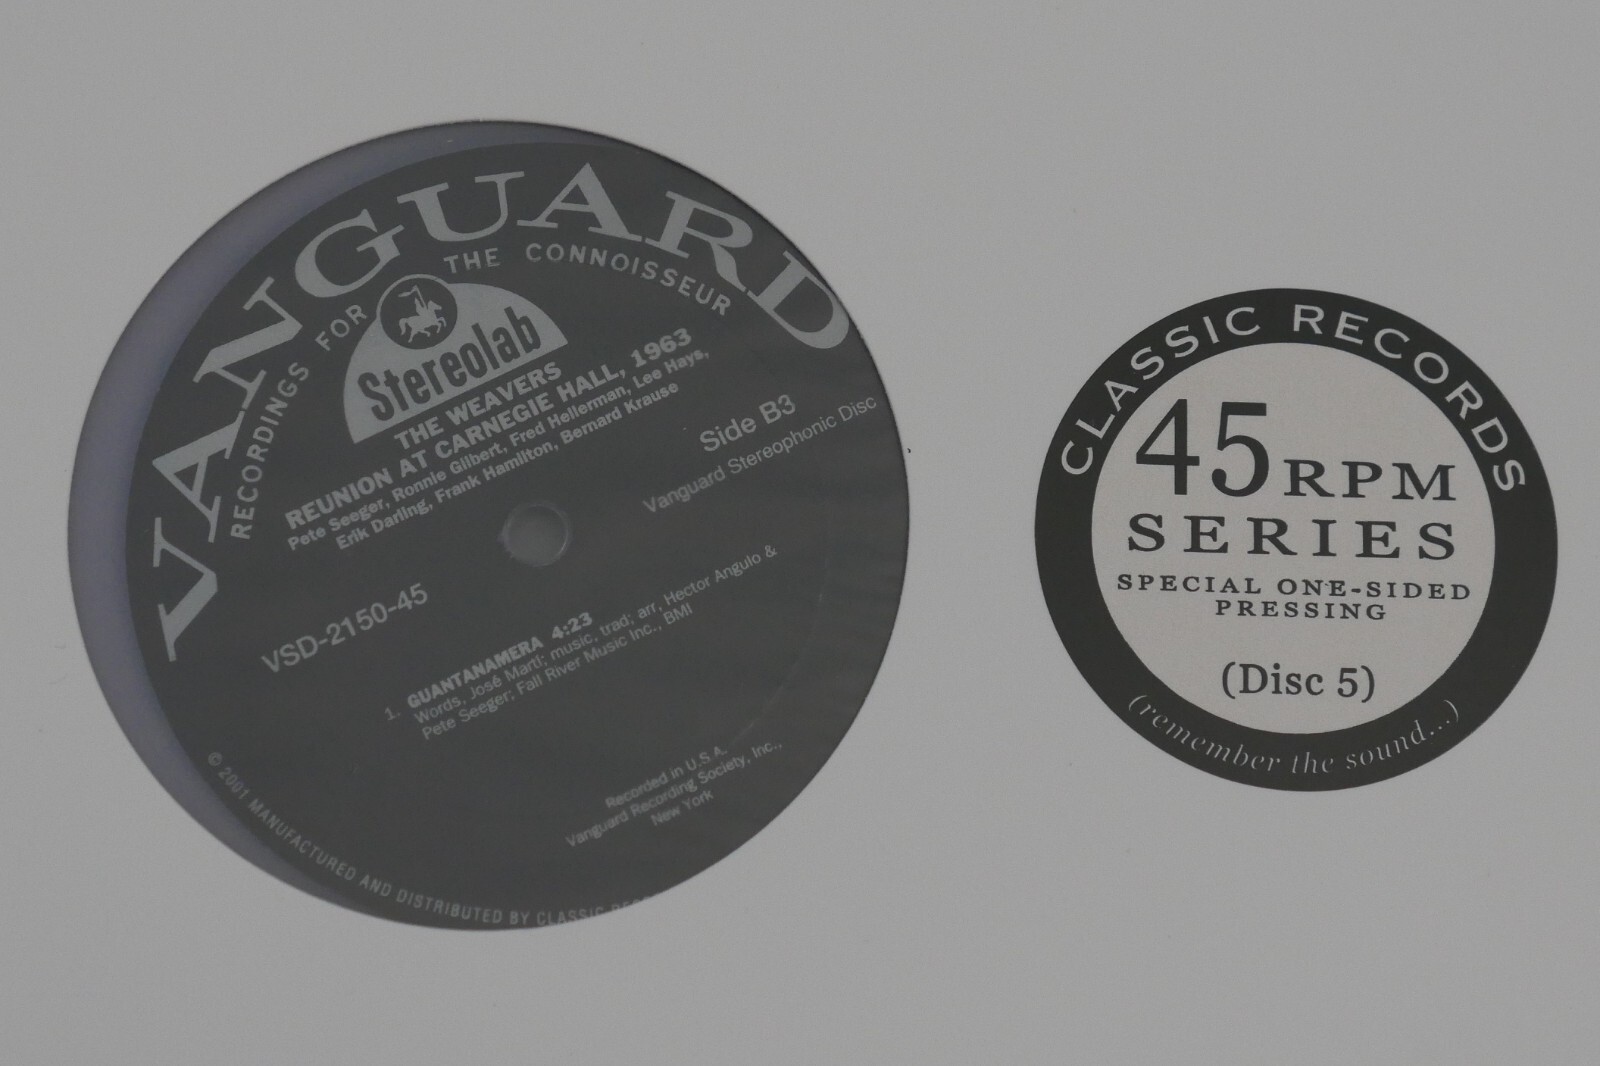 VANGUARD
RECORDINGS FOR THE CONNOISSEUR
Stereolab
THE WEAVERS
REUNION AT CARNEGIE HALL, 1963
Pete Seeger, Ronnie Gilbert, Fred Hellerman, Lee Hays,
Erik Darling, Frank Hamilton, Bernard Krause
Side B3
Vanguard Stereophonic Disc
VSD-2150-45
1. GUANTANAMERA 4:23
Words, José Marti; music, trad; arr, Hector Angulo &
Pete Seeger; Fall River Music Inc., BMI
Recorded in U.S.A.
Vanguard Recording Society, Inc.,
New York
© 2001 MANUFACTURED AND DISTRIBUTED BY CLASSIC
CLASSIC RECORDS
45 RPM
SERIES
SPECIAL ONE-SIDED
PRESSING
(Disc 5)
(remember the sound...)